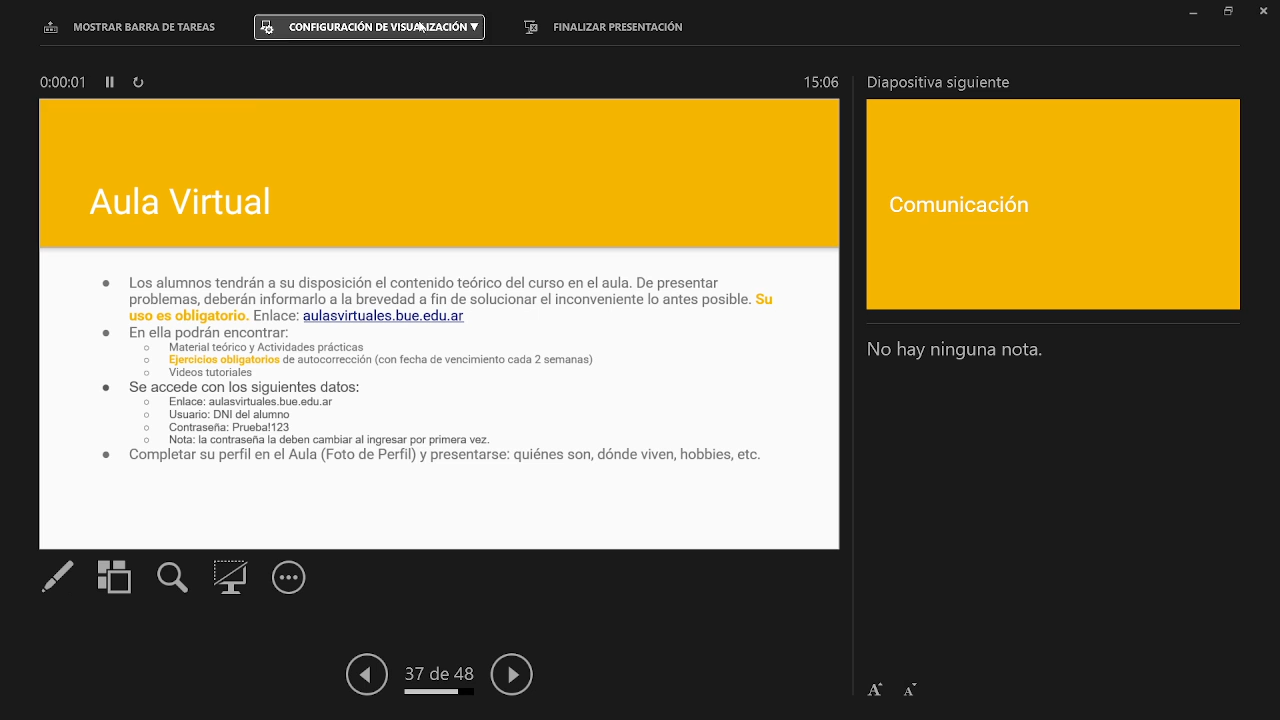 MOSTRAR BARRA DE TAREAS
CONFIGURACIÓN DE VISUALIZACIÓN ▼
FINALIZAR PRESENTACIÓN
0:00:01
15:06
Diapositiva siguiente
Aula Virtual
Comunicación
Los alumnos tendrán a su disposición el contenido teórico del curso en el aula. De presentar
problemas, deberán informarlo a la brevedad a fin de solucionar el inconveniente lo antes posible. Su
uso es obligatorio. Enlace: aulasvirtuales.bue.edu.ar
En ella podrán encontrar:
Material teórico y Actividades prácticas
Ejercicios obligatorios de autocorrección (con fecha de vencimiento cada 2 semanas)
Videos tutoriales
Se accede con los siguientes datos:
Enlace: aulasvirtuales.bue.edu.ar
Usuario: DNI del alumno
Contraseña: Prueba!123
Nota: la contraseña la deben cambiar al ingresar por primera vez.
Completar su perfil en el Aula (Foto de Perfil) y presentarse: quiénes son, dónde viven, hobbies, etc.
No hay ninguna nota.
37 de 48
A A